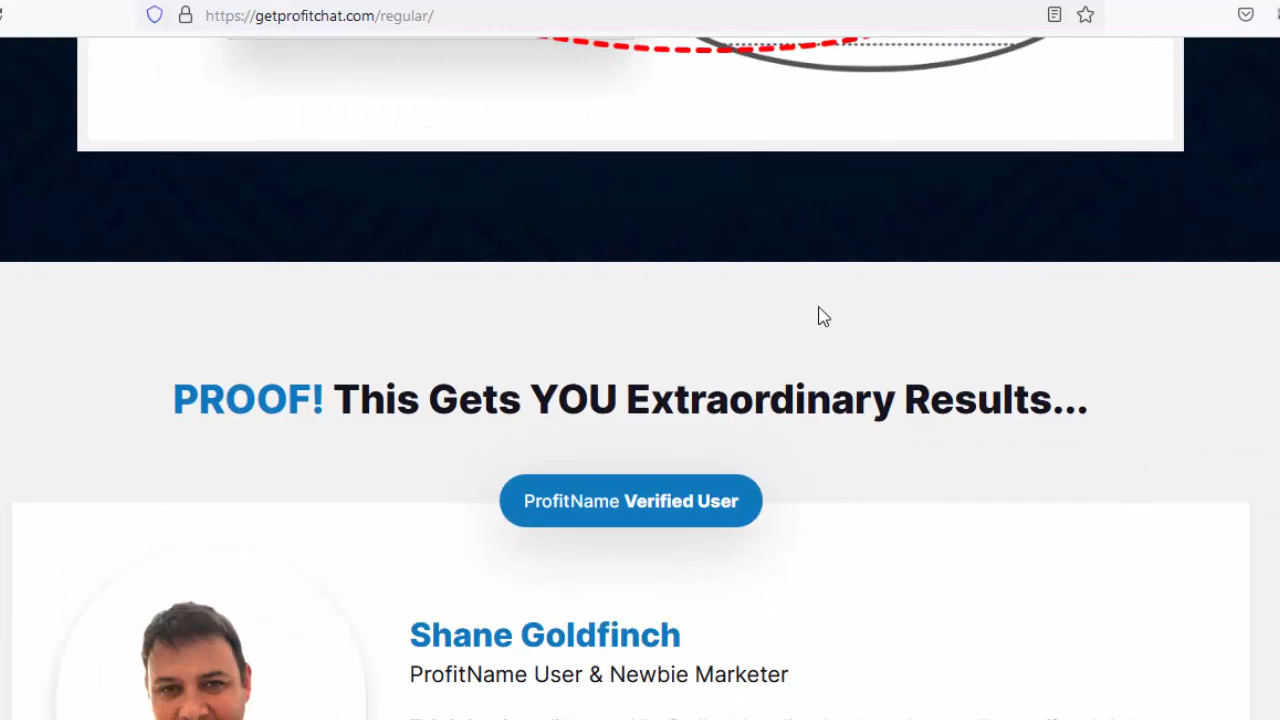 https://getprofitchat.com/regular/
PROOF! This Gets YOU Extraordinary Results...
ProfitName Verified User
Shane Goldfinch
ProfitName User & Newbie Marketer